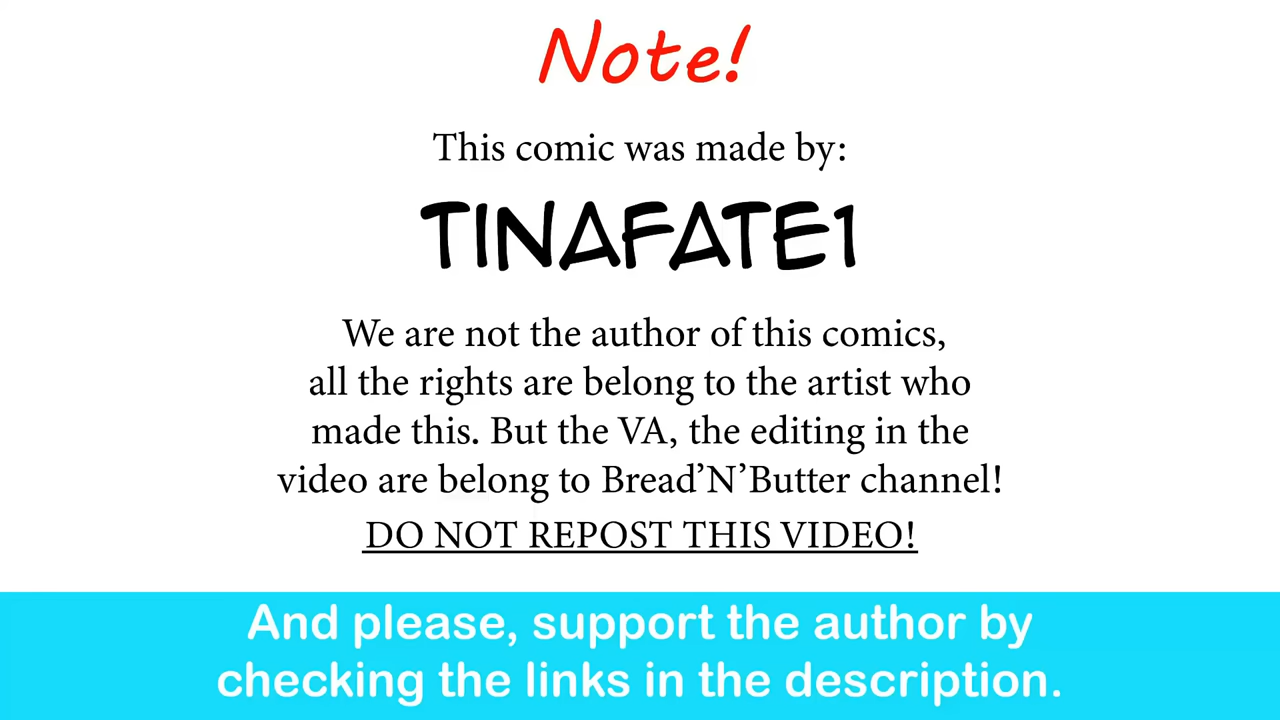 Note!
This comic was made by:
TINAFATE1
We are not the author of this comics,
all the rights are belong to the artist who
made this. But the VA, the editing in the
video are belong to Bread’N’Butter channel!
DO NOT REPOST THIS VIDEO!
And please, support the author by
checking the links in the description.